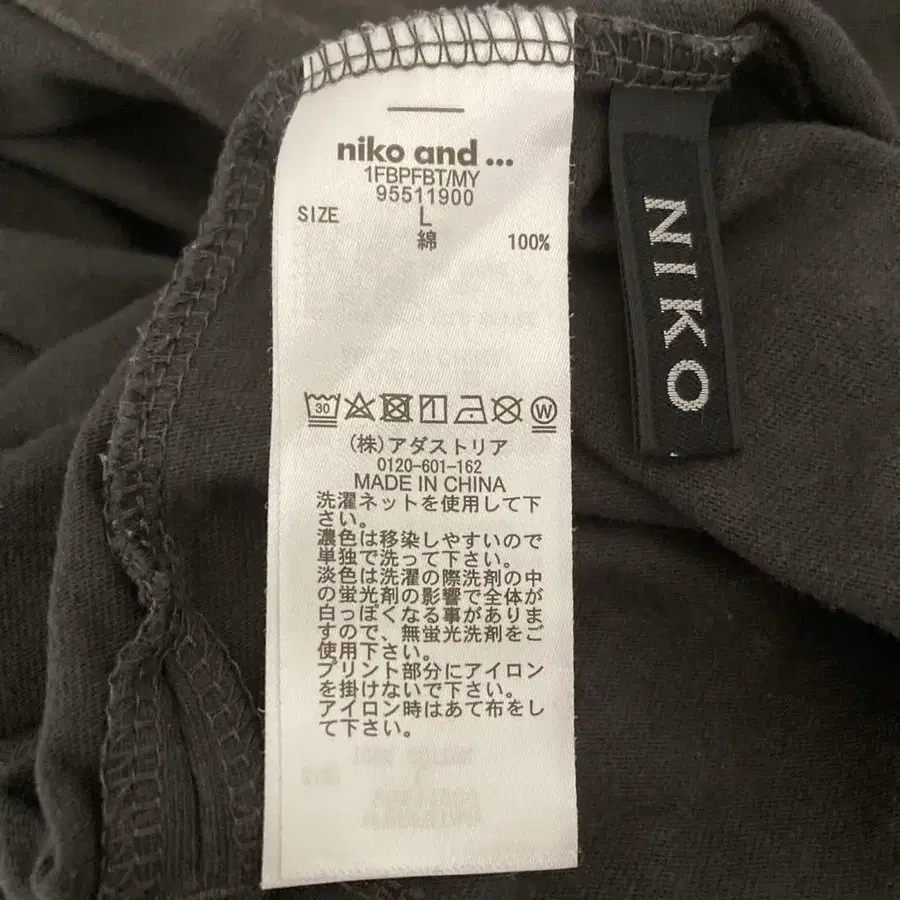 niko and ...
1FBPFBT/MY
95511900
SIZE L
綿 100%
30
W
(株)アダストリア
0120-601-162
MADE IN CHINA
洗濯ネットを使用して下
さい。
濃色は移染しやすいので
単独で洗って下さい。
淡色は洗濯の際洗剤の中
の蛍光剤の影響で全体が
白っぽくなる事がありま
すので、無蛍光洗剤をご
使用下さい。
プリント部分にアイロン
を掛けないで下さい。
アイロン時はあて布をし
て下さい。
NIKO